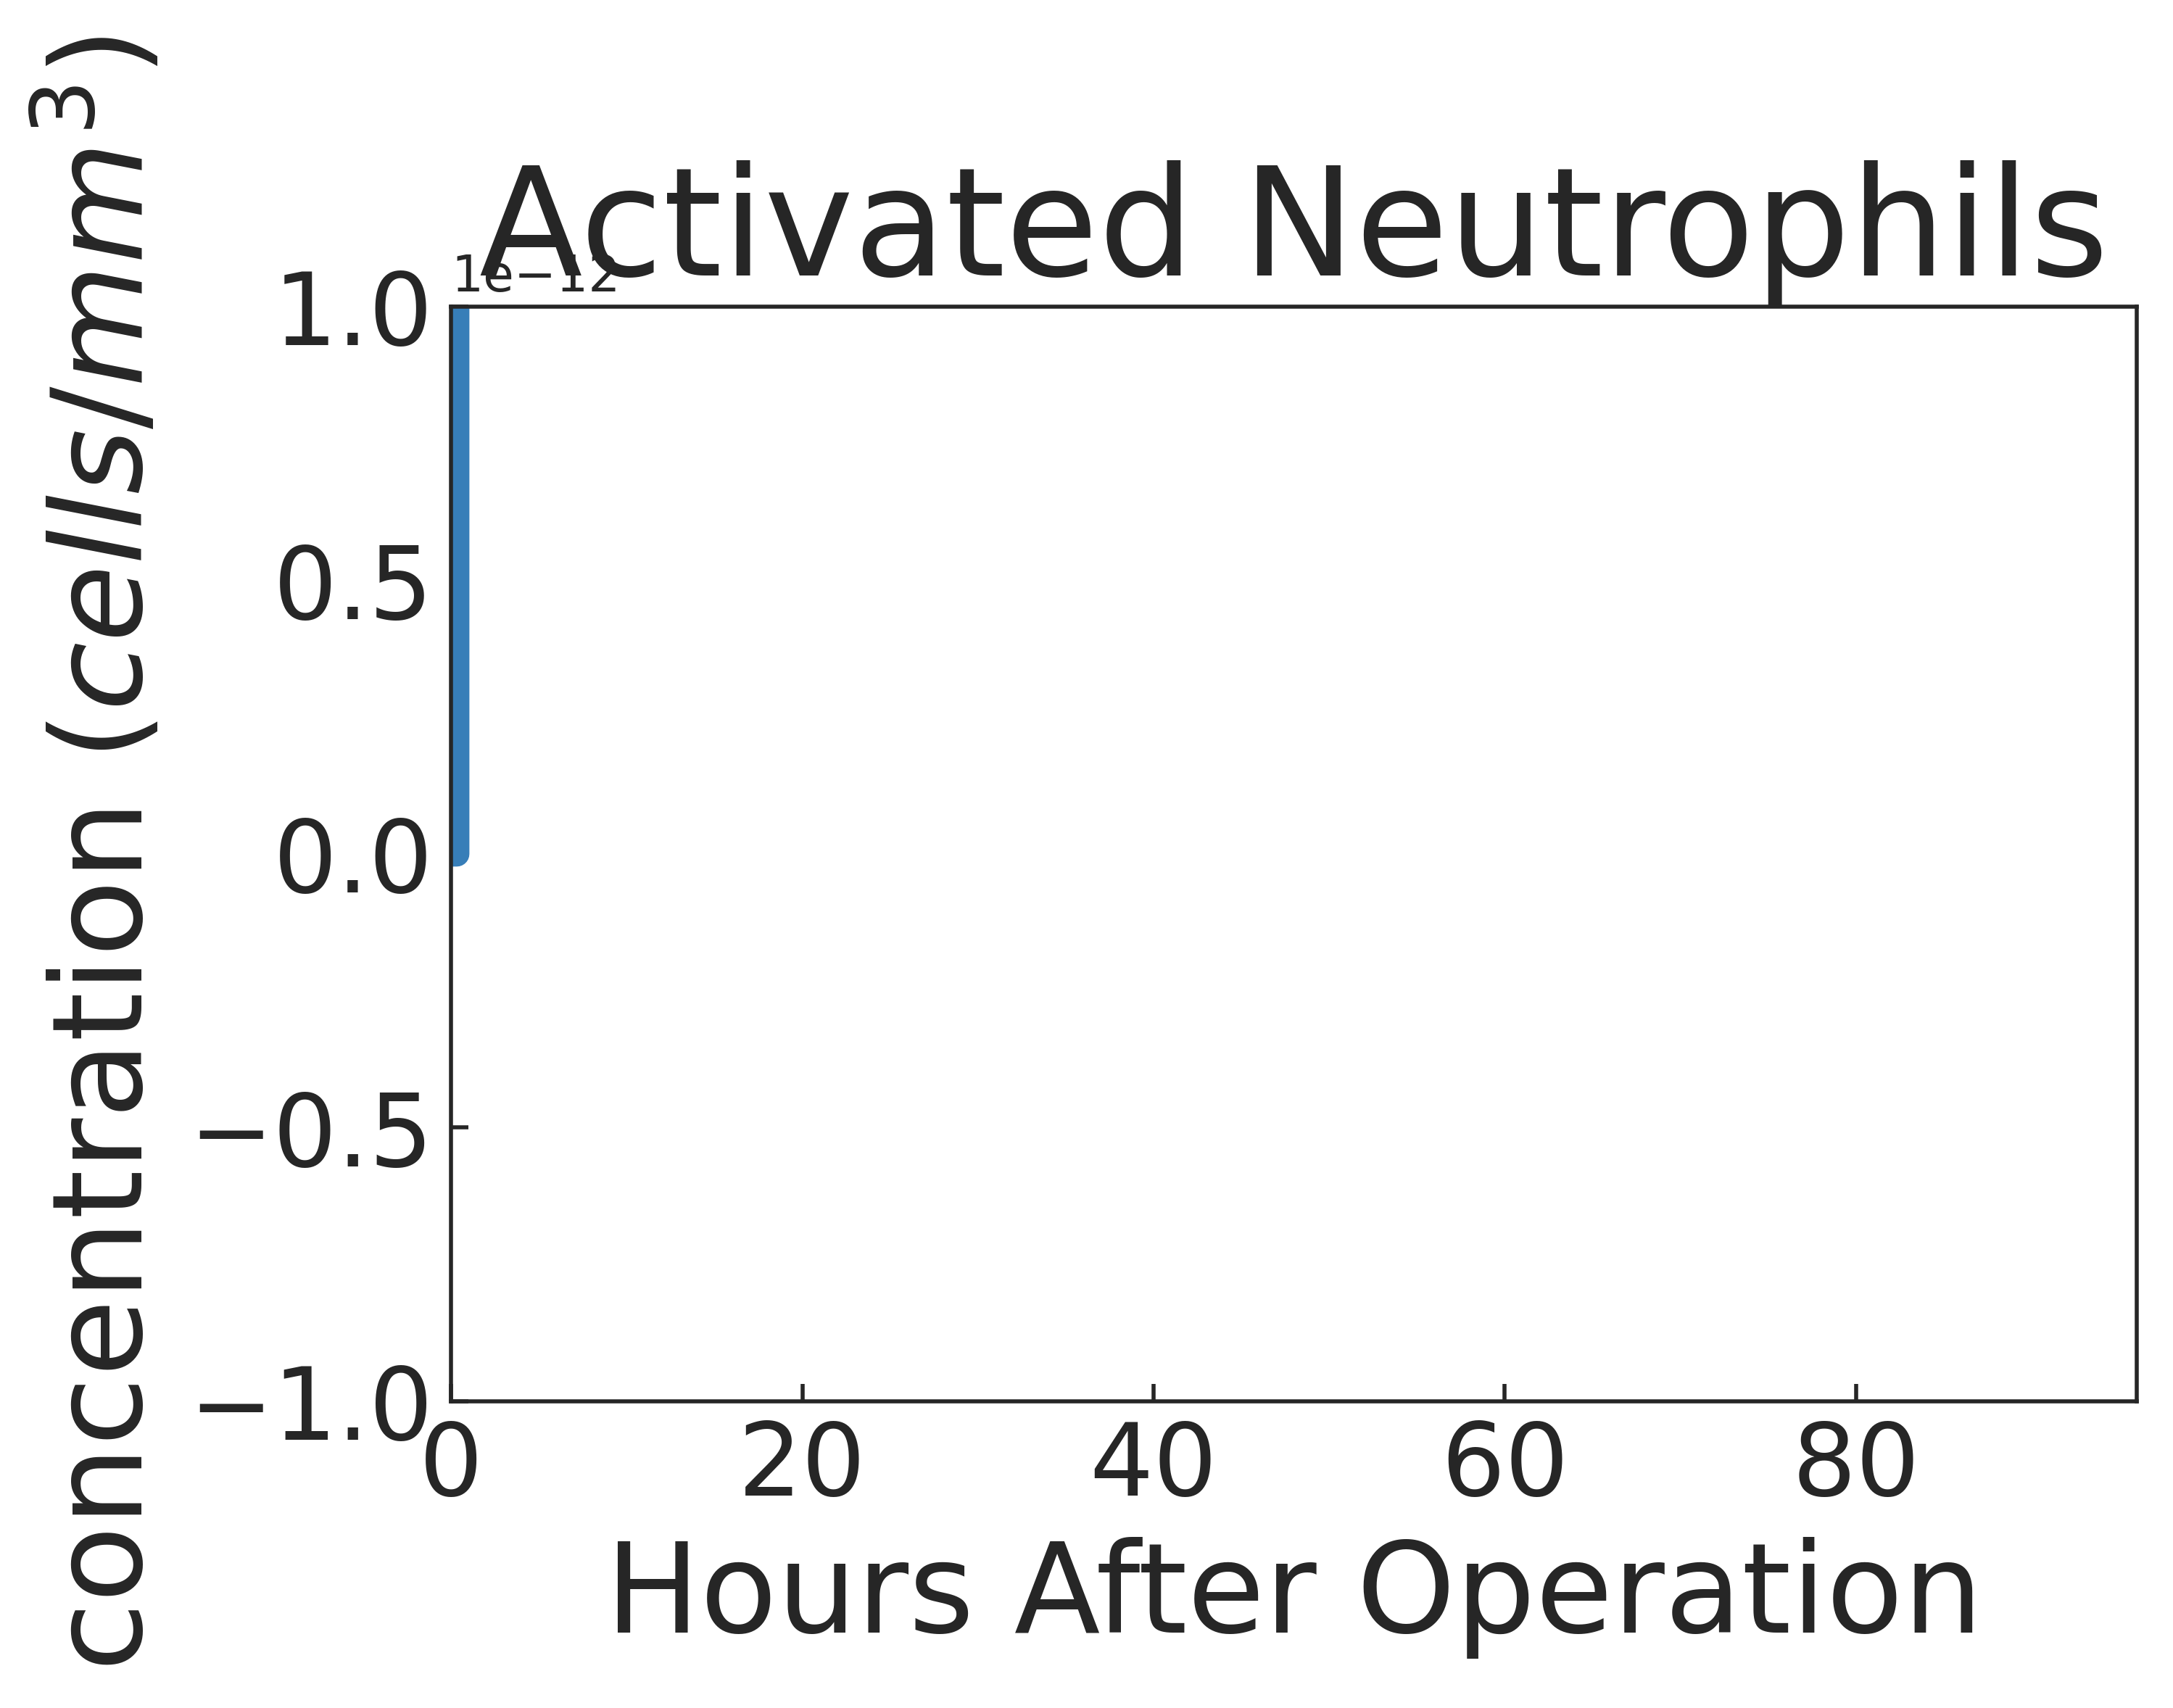 Activated Neutrophils
1e−12
concentration (cells/mm³)
1.0
0.5
0.0
−0.5
−1.0
0 20 40 60 80
Hours After Operation